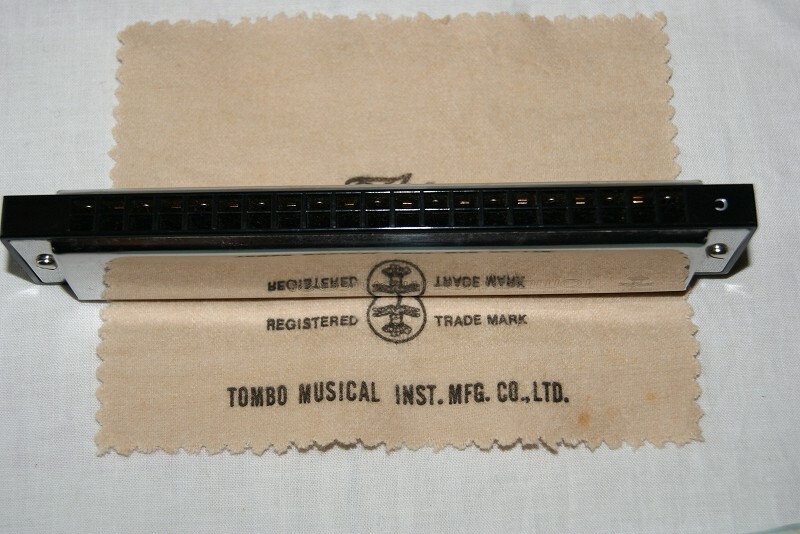 C
REGISTERED TRADE MARK
TOMBO MUSICAL INST. MFG. CO., LTD.